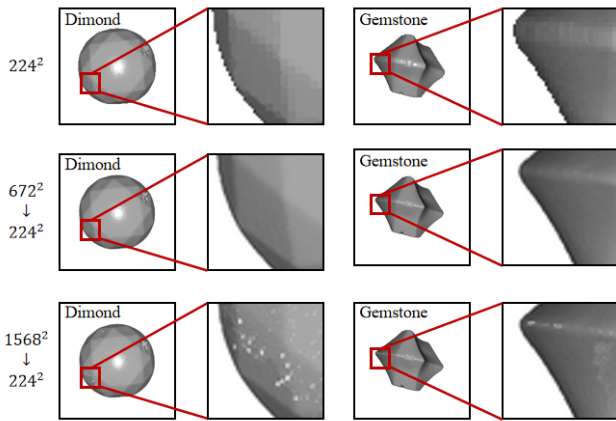 Dimond
Gemstone
224²
Dimond
Gemstone
672²
↓
224²
Dimond
Gemstone
1568²
↓
224²